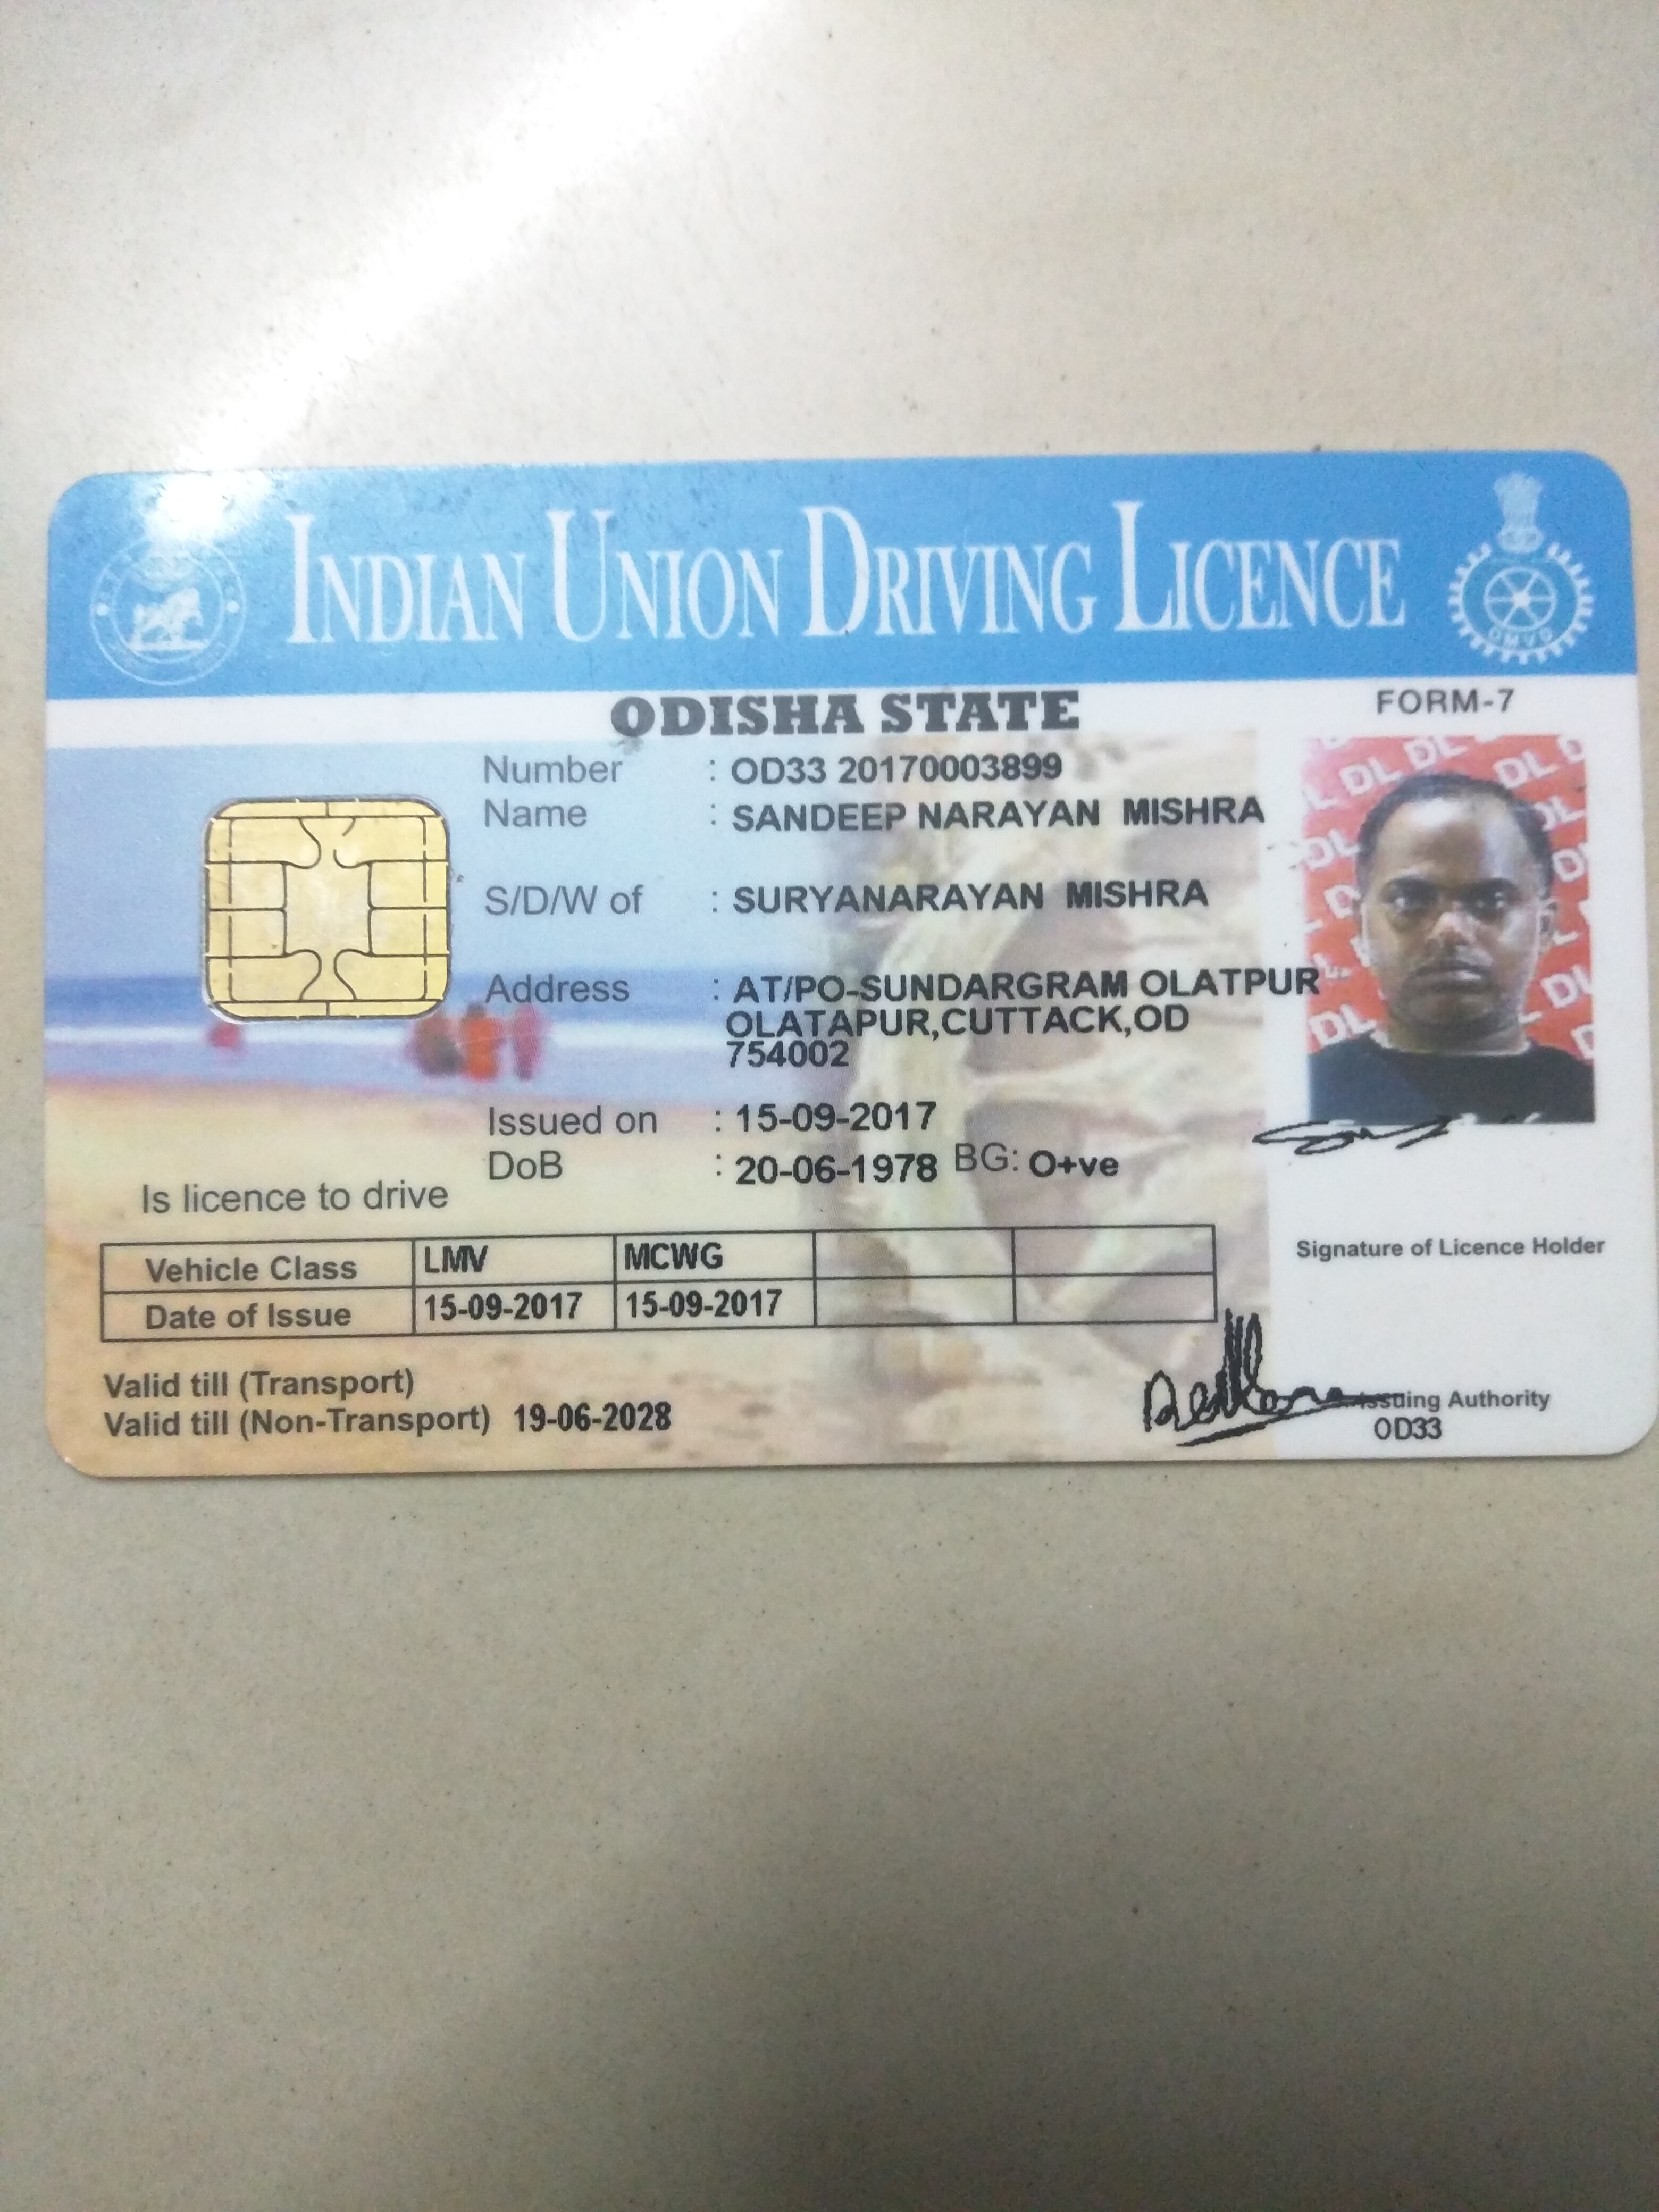 INDIAN UNION DRIVING LICENCE
ODISHA STATE
FORM-7
Number : OD33 20170003899
Name : SANDEEP NARAYAN MISHRA
S/D/W of : SURYANARAYAN MISHRA
Address : AT/PO-SUNDARGRAM OLATPUR
OLATAPUR,CUTTACK,OD
754002
Issued on : 15-09-2017
DoB : 20-06-1978 BG: O+ve
Is licence to drive
Vehicle Class LMV MCWG
Date of Issue 15-09-2017 15-09-2017
Signature of Licence Holder
Valid till (Transport)
Valid till (Non-Transport) 19-06-2028
Issuing Authority
OD33